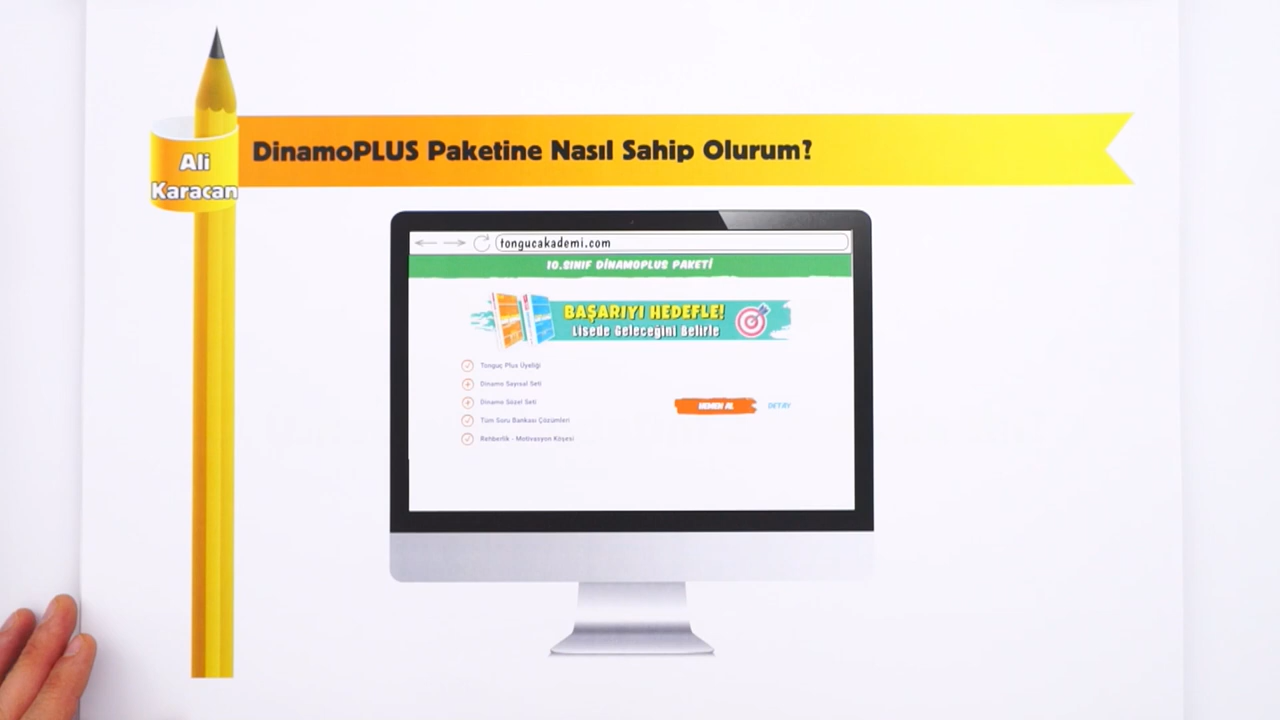 Ali
Karacan
DinamoPLUS Paketine Nasıl Sahip Olurum?
tongucakademi.com
10.SINIF DİNAMOPLUS PAKETİ
BAŞARIYI HEDEFLE!
Lisede Geleceğini Belirle
Tonguç Plus Üyeliği
Dinamo Sayısal Seti
Dinamo Sözel Seti
Tüm Soru Bankası Çözümleri
Rehberlik - Motivasyon Köşesi
HEMEN AL
DETAY